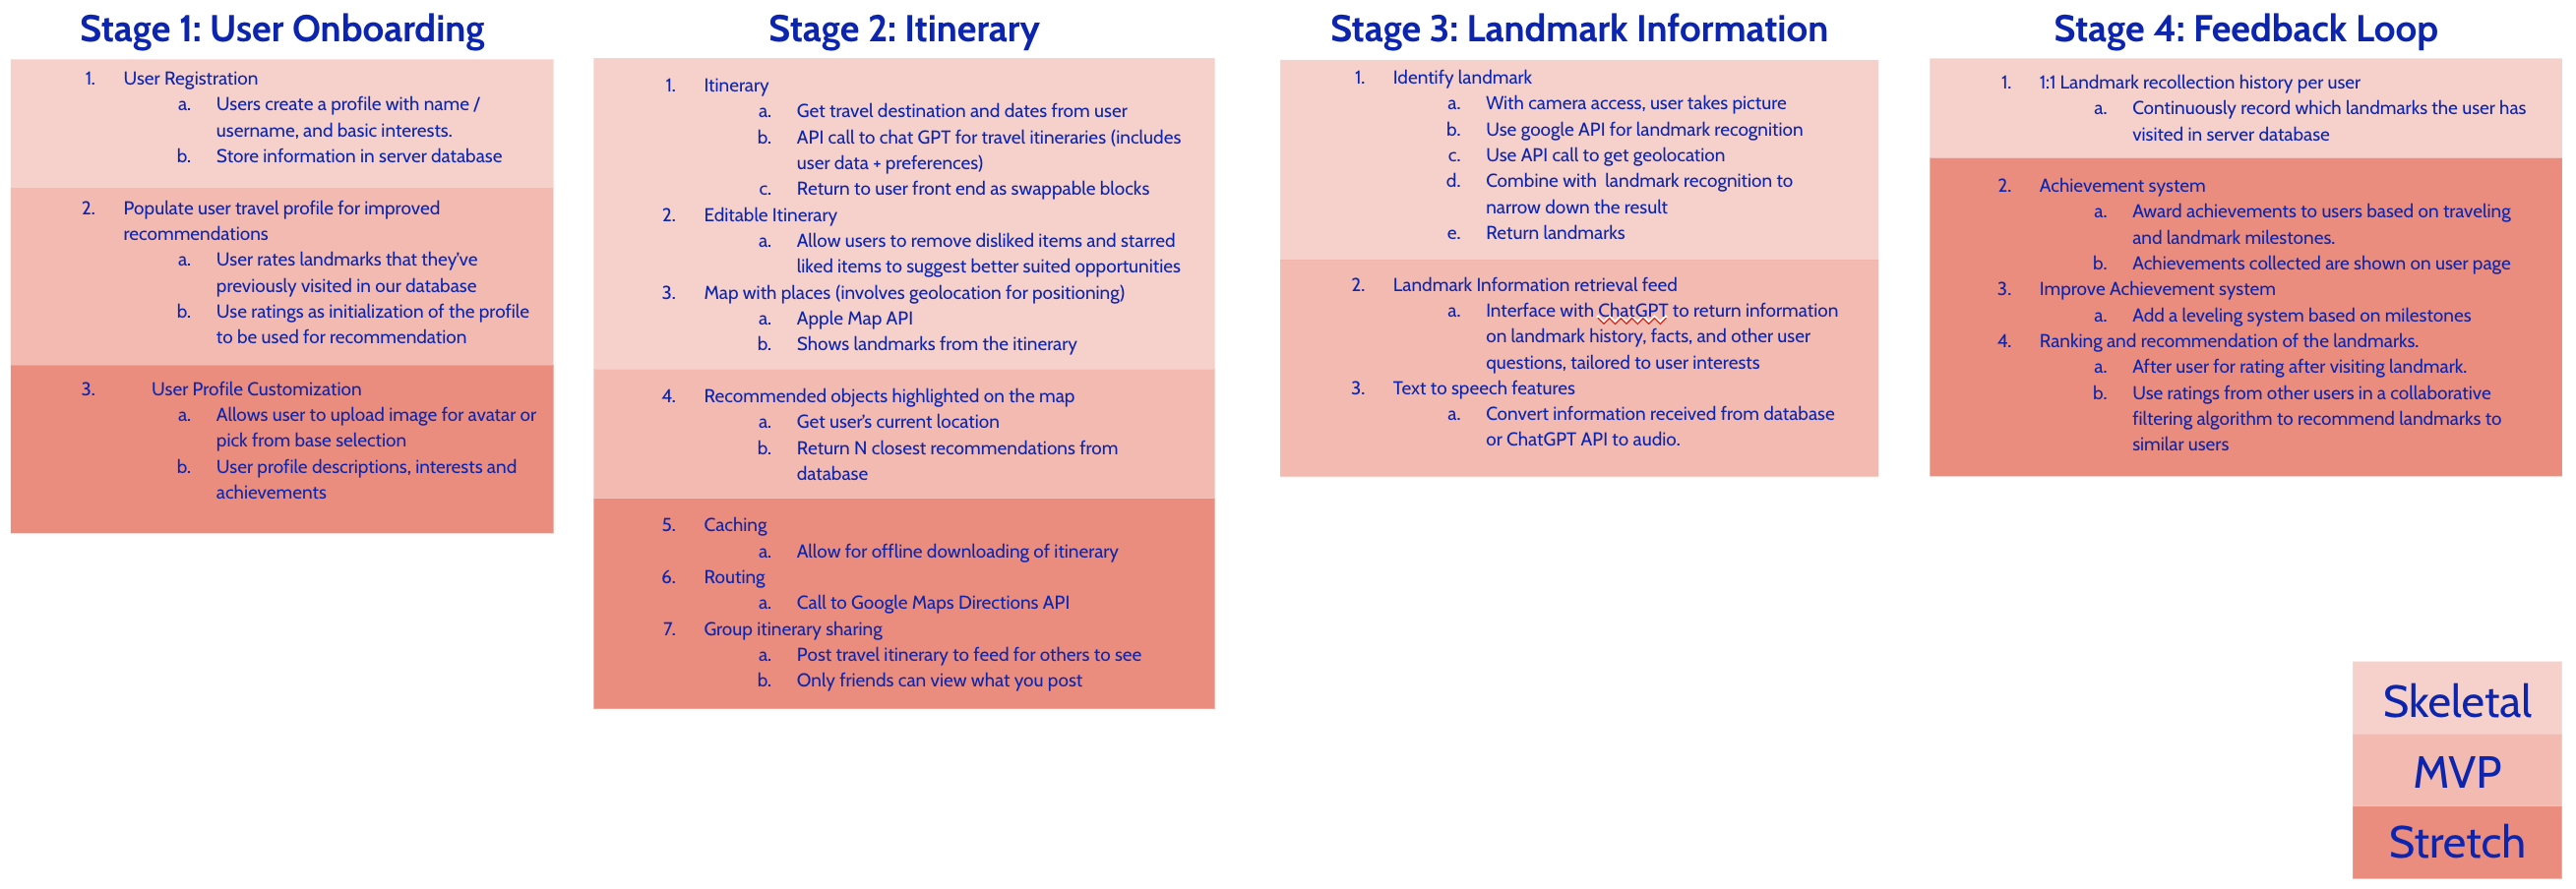 Stage 1: User Onboarding
1. User Registration
a. Users create a profile with name /
username, and basic interests.
b. Store information in server database
2. Populate user travel profile for improved
recommendations
a. User rates landmarks that they've
previously visited in our database
b. Use ratings as initialization of the profile
to be used for recommendation
3. User Profile Customization
a. Allows user to upload image for avatar or
pick from base selection
b. User profile descriptions, interests and
achievements
Stage 2: Itinerary
1. Itinerary
a. Get travel destination and dates from user
b. API call to chat GPT for travel itineraries (includes
user data + preferences)
c. Return to user front end as swappable blocks
2. Editable Itinerary
a. Allow users to remove disliked items and starred
liked items to suggest better suited opportunities
3. Map with places (involves geolocation for positioning)
a. Apple Map API
b. Shows landmarks from the itinerary
4. Recommended objects highlighted on the map
a. Get user's current location
b. Return N closest recommendations from
database
5. Caching
a. Allow for offline downloading of itinerary
6. Routing
a. Call to Google Maps Directions API
7. Group itinerary sharing
a. Post travel itinerary to feed for others to see
b. Only friends can view what you post
Stage 3: Landmark Information
1. Identify landmark
a. With camera access, user takes picture
b. Use google API for landmark recognition
c. Use API call to get geolocation
d. Combine with landmark recognition to
narrow down the result
e. Return landmarks
2. Landmark Information retrieval feed
a. Interface with ChatGPT to return information
on landmark history, facts, and other user
questions, tailored to user interests
3. Text to speech features
a. Convert information received from database
or ChatGPT API to audio.
Stage 4: Feedback Loop
1. 1:1 Landmark recollection history per user
a. Continuously record which landmarks the user has
visited in server database
2. Achievement system
a. Award achievements to users based on traveling
and landmark milestones.
b. Achievements collected are shown on user page
3. Improve Achievement system
a. Add a leveling system based on milestones
4. Ranking and recommendation of the landmarks.
a. After user for rating after visiting landmark.
b. Use ratings from other users in a collaborative
filtering algorithm to recommend landmarks to
similar users
Skeletal
MVP
Stretch